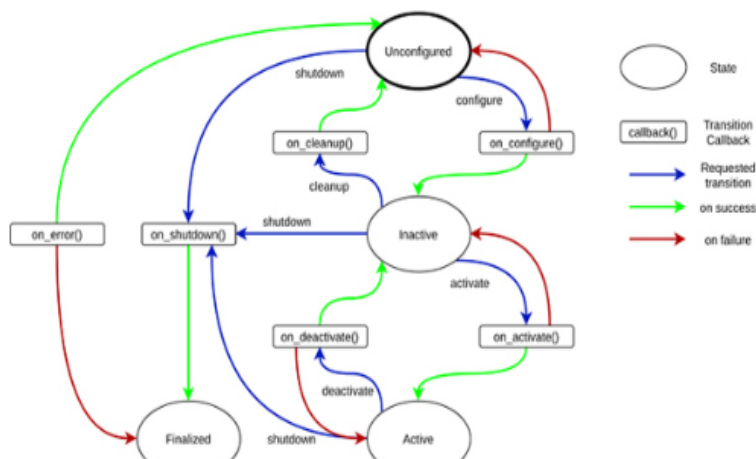 Unconfigured
State
shutdown
configure
callback()
Transition
Callback
on_cleanup()
on_configure()
Requested
transition
cleanup
on success
on_error()
on_shutdown()
shutdown
Inactive
on failure
activate
on_deactivate()
on_activate()
deactivate
Finalized
shutdown
Active